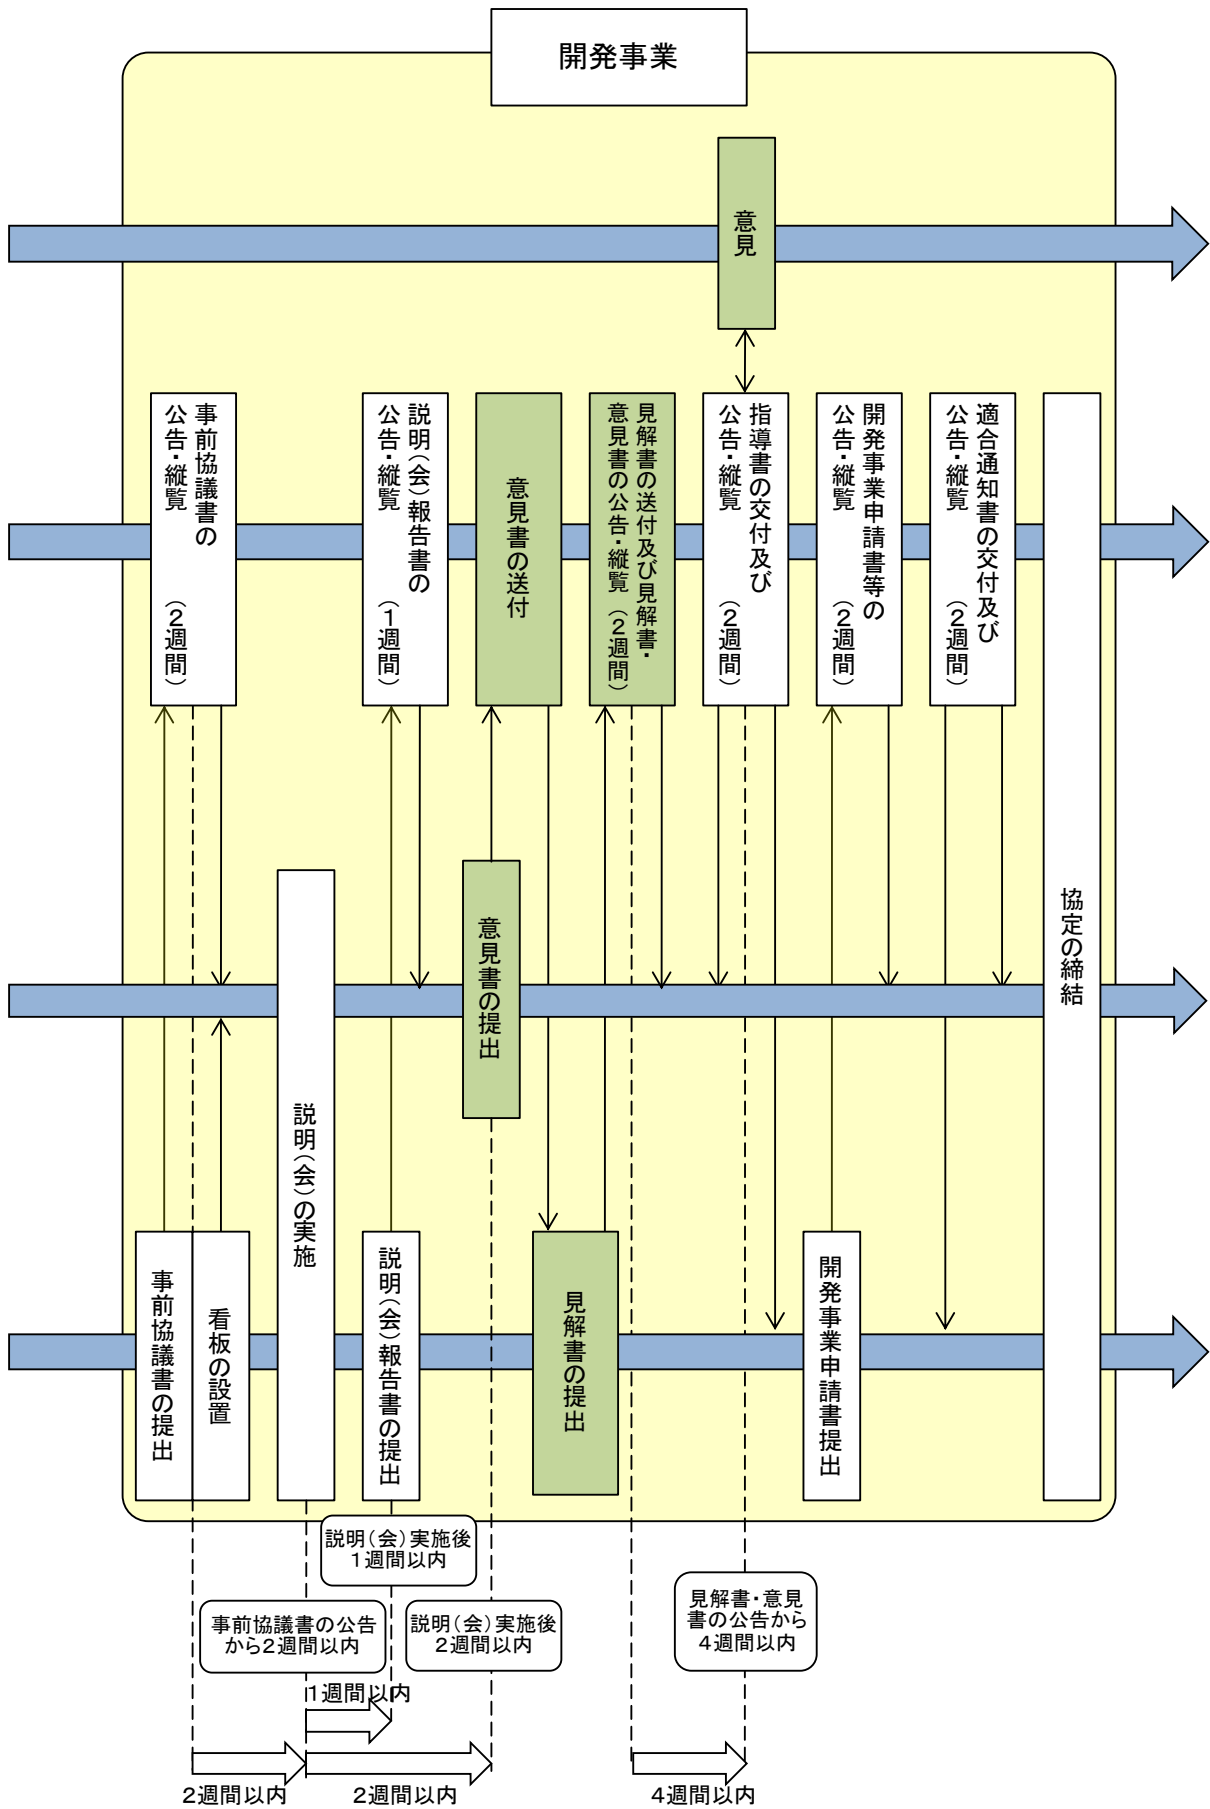 開発事業
意見
事前協議書の
公告・縦覧　（２週間）
説明（会）報告書の
公告・縦覧　（１週間）
意見書の送付
見解書の送付及び見解書・
意見書の公告・縦覧（２週間）
指導書の交付及び
公告・縦覧　（２週間）
開発事業申請書等の
公告・縦覧　（２週間）
適合通知書の交付及び
公告・縦覧　（２週間）
協定の締結
意見書の提出
説明（会）の実施
事前協議書の提出
看板の設置
説明（会）報告書の提出
見解書の提出
開発事業申請書提出
説明（会）実施後
１週間以内
事前協議書の公告
から２週間以内
説明（会）実施後
２週間以内
見解書・意見
書の公告から
４週間以内
１週間以内
２週間以内
２週間以内
４週間以内